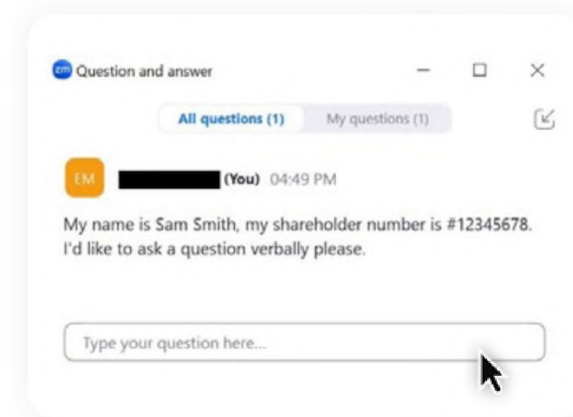 zm Question and answer
All questions (1) My questions (1)
EM (You) 04:49 PM
My name is Sam Smith, my shareholder number is #12345678.
I'd like to ask a question verbally please.
Type your question here...